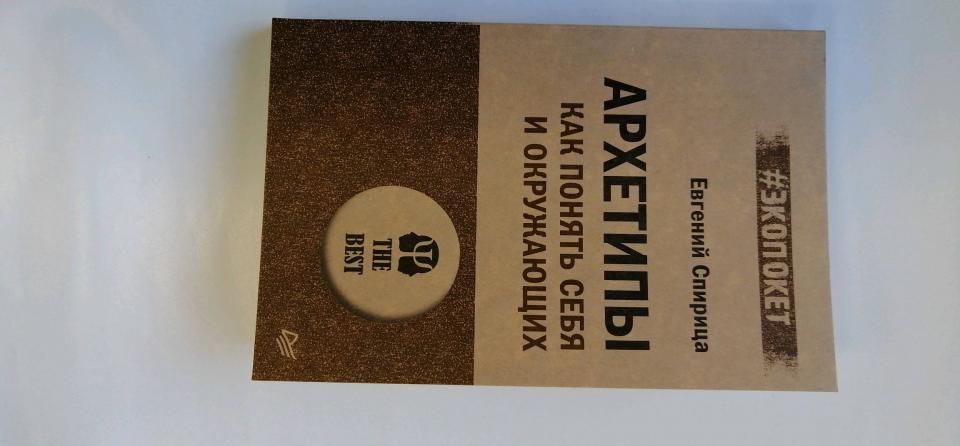 #ЭКОПОКЕТ
Евгений Спирица
АРХЕТИПЫ
КАК ПОНЯТЬ СЕБЯ
И ОКРУЖАЮЩИХ
THE
BEST